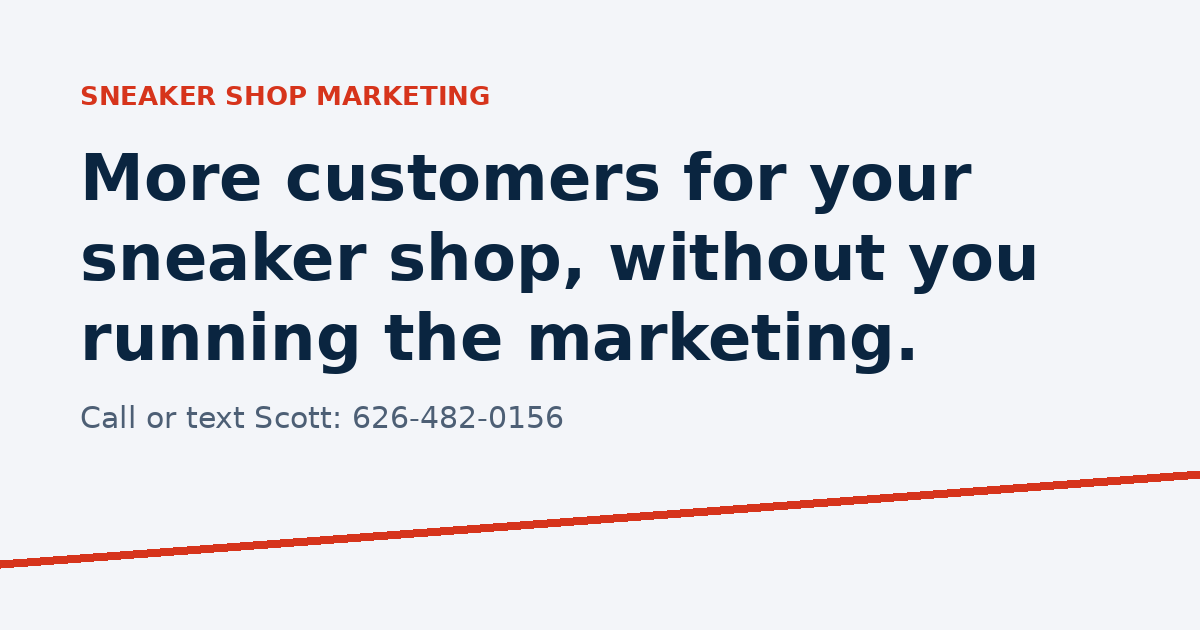 SNEAKER SHOP MARKETING
More customers for your
sneaker shop, without you
running the marketing.
Call or text Scott: 626-482-0156